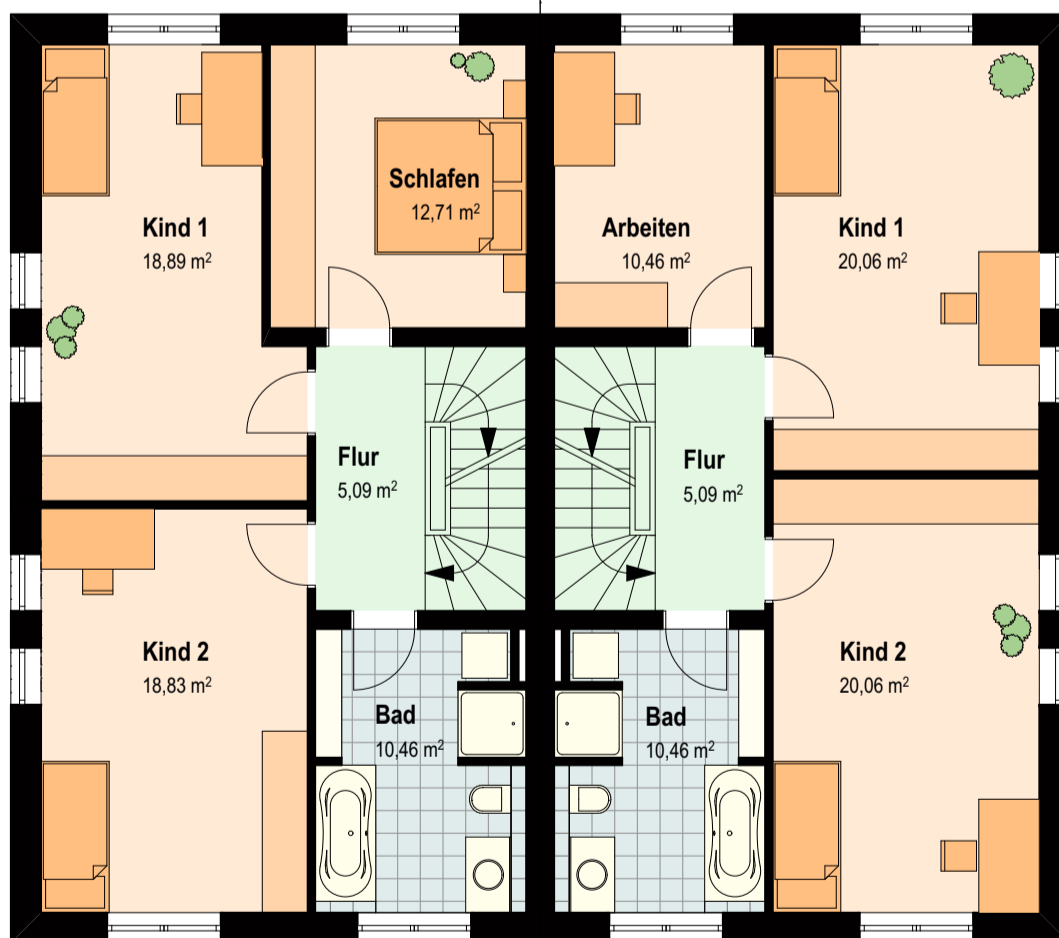 Schlafen
12,71 m²
Kind 1
18,89 m²
Arbeiten
10,46 m²
Kind 1
20,06 m²
Flur
5,09 m²
Flur
5,09 m²
Kind 2
18,83 m²
Kind 2
20,06 m²
Bad
10,46 m²
Bad
10,46 m²